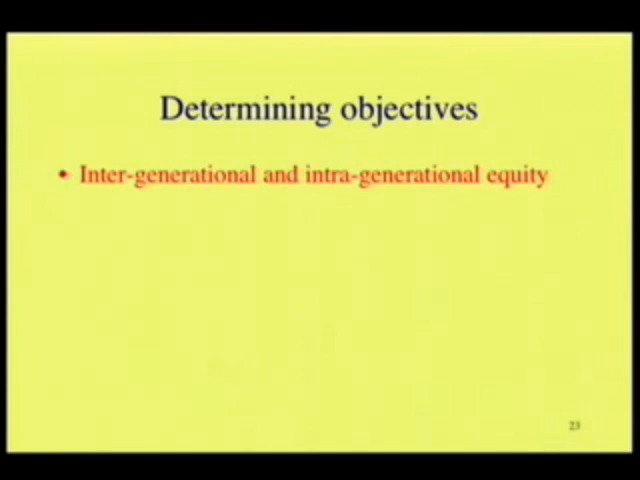 Determining objectives
• Inter-generational and intra-generational equity
23